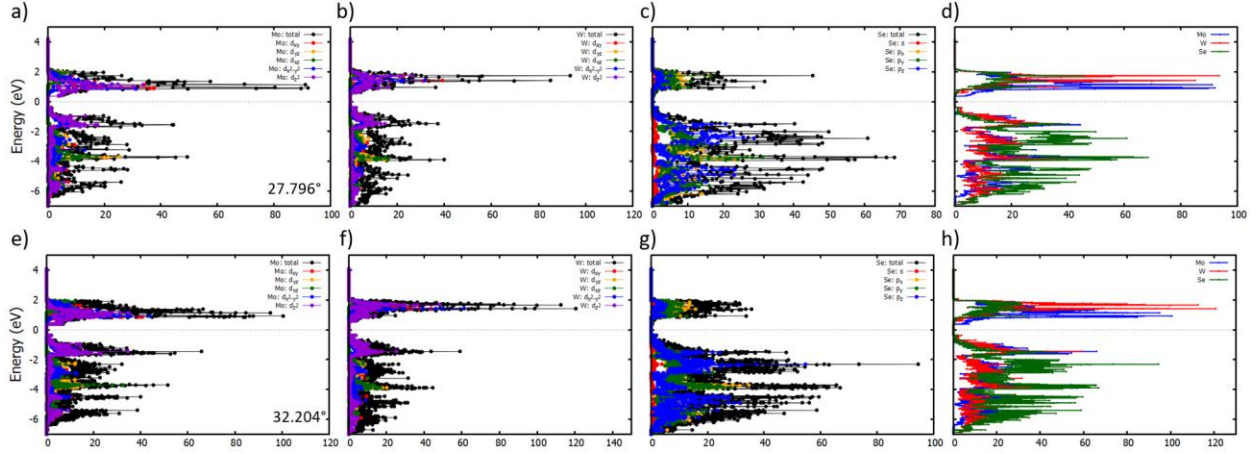 a)
b)
c)
d)
Energy (eV)
4
2
0
-2
-4
-6
Mo: total
Mo: dxy
Mo: dyz
Mo: dxz
Mo: dx²-y²
Mo: dz²
27.796°
0 20 40 60 80 100
W: total
W: dxy
W: dyz
W: dxz
W: dx²-y²
W: dz²
0 20 40 60 80 100 120
Se: total
Se: s
Se: px
Se: py
Se: pz
0 10 20 30 40 50 60 70 80
Mo
W
Se
0 20 40 60 80 100
e)
f)
g)
h)
Energy (eV)
4
2
0
-2
-4
-6
Mo: total
Mo: dxy
Mo: dyz
Mo: dxz
Mo: dx²-y²
Mo: dz²
32.204°
0 20 40 60 80 100 120
W: total
W: dxy
W: dyz
W: dxz
W: dx²-y²
W: dz²
0 20 40 60 80 100 120 140
Se: total
Se: s
Se: px
Se: py
Se: pz
0 20 40 60 80 100
Mo
W
Se
0 20 40 60 80 100 120